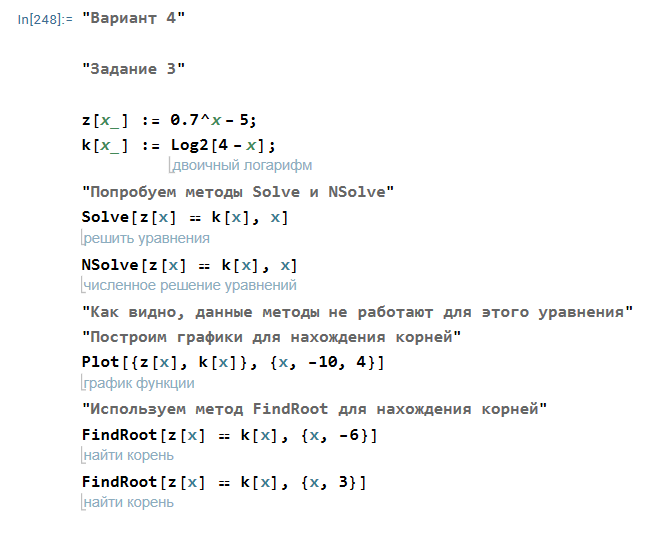 In[248]:= "Вариант 4"
"Задание 3"
z[x_] := 0.7^x - 5;
k[x_] := Log2[4 - x];
двоичный логарифм
"Попробуем методы Solve и NSolve"
Solve[z[x] == k[x], x]
решить уравнения
NSolve[z[x] == k[x], x]
численное решение уравнений
"Как видно, данные методы не работают для этого уравнения"
"Построим графики для нахождения корней"
Plot[{z[x], k[x]}, {x, -10, 4}]
график функции
"Используем метод FindRoot для нахождения корней"
FindRoot[z[x] == k[x], {x, -6}]
найти корень
FindRoot[z[x] == k[x], {x, 3}]
найти корень